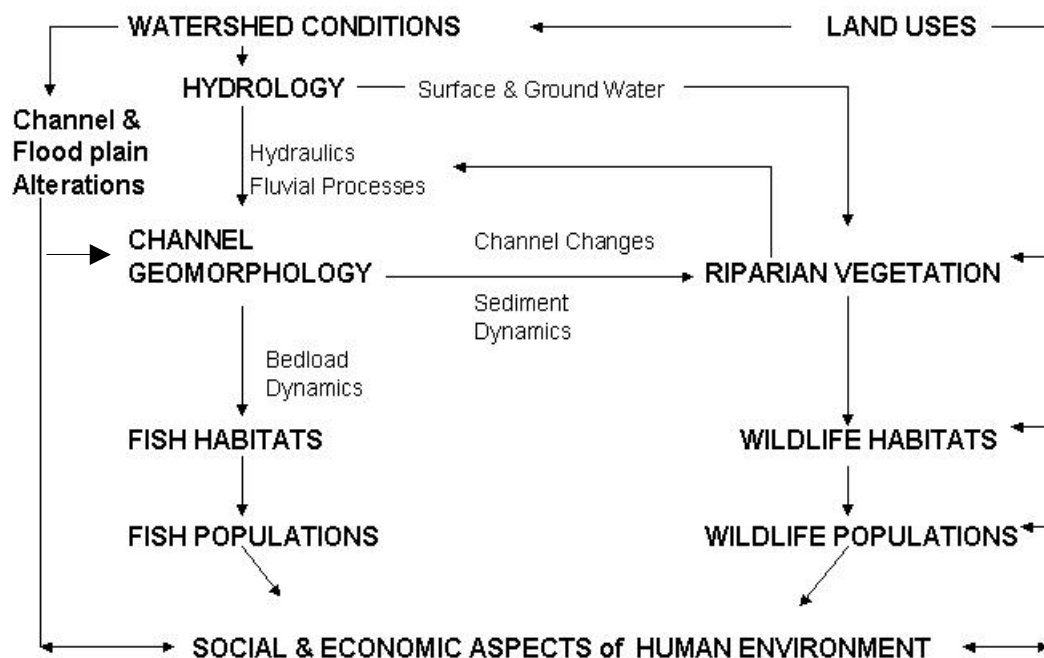 WATERSHED CONDITIONS
LAND USES
HYDROLOGY
Surface & Ground Water
Channel &
Flood plain
Alterations
Hydraulics
Fluvial Processes
CHANNEL
GEOMORPHOLOGY
Channel Changes
Sediment
Dynamics
RIPARIAN VEGETATION
Bedload
Dynamics
FISH HABITATS
WILDLIFE HABITATS
FISH POPULATIONS
WILDLIFE POPULATIONS
SOCIAL & ECONOMIC ASPECTS of HUMAN ENVIRONMENT